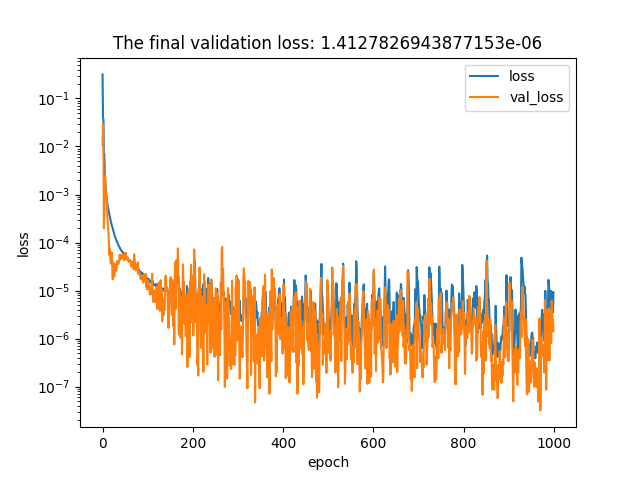 The final validation loss: 1.4127826943877153e-06
loss
val_loss
10⁻¹
10⁻²
10⁻³
10⁻⁴
10⁻⁵
10⁻⁶
10⁻⁷
loss
0 200 400 600 800 1000
epoch